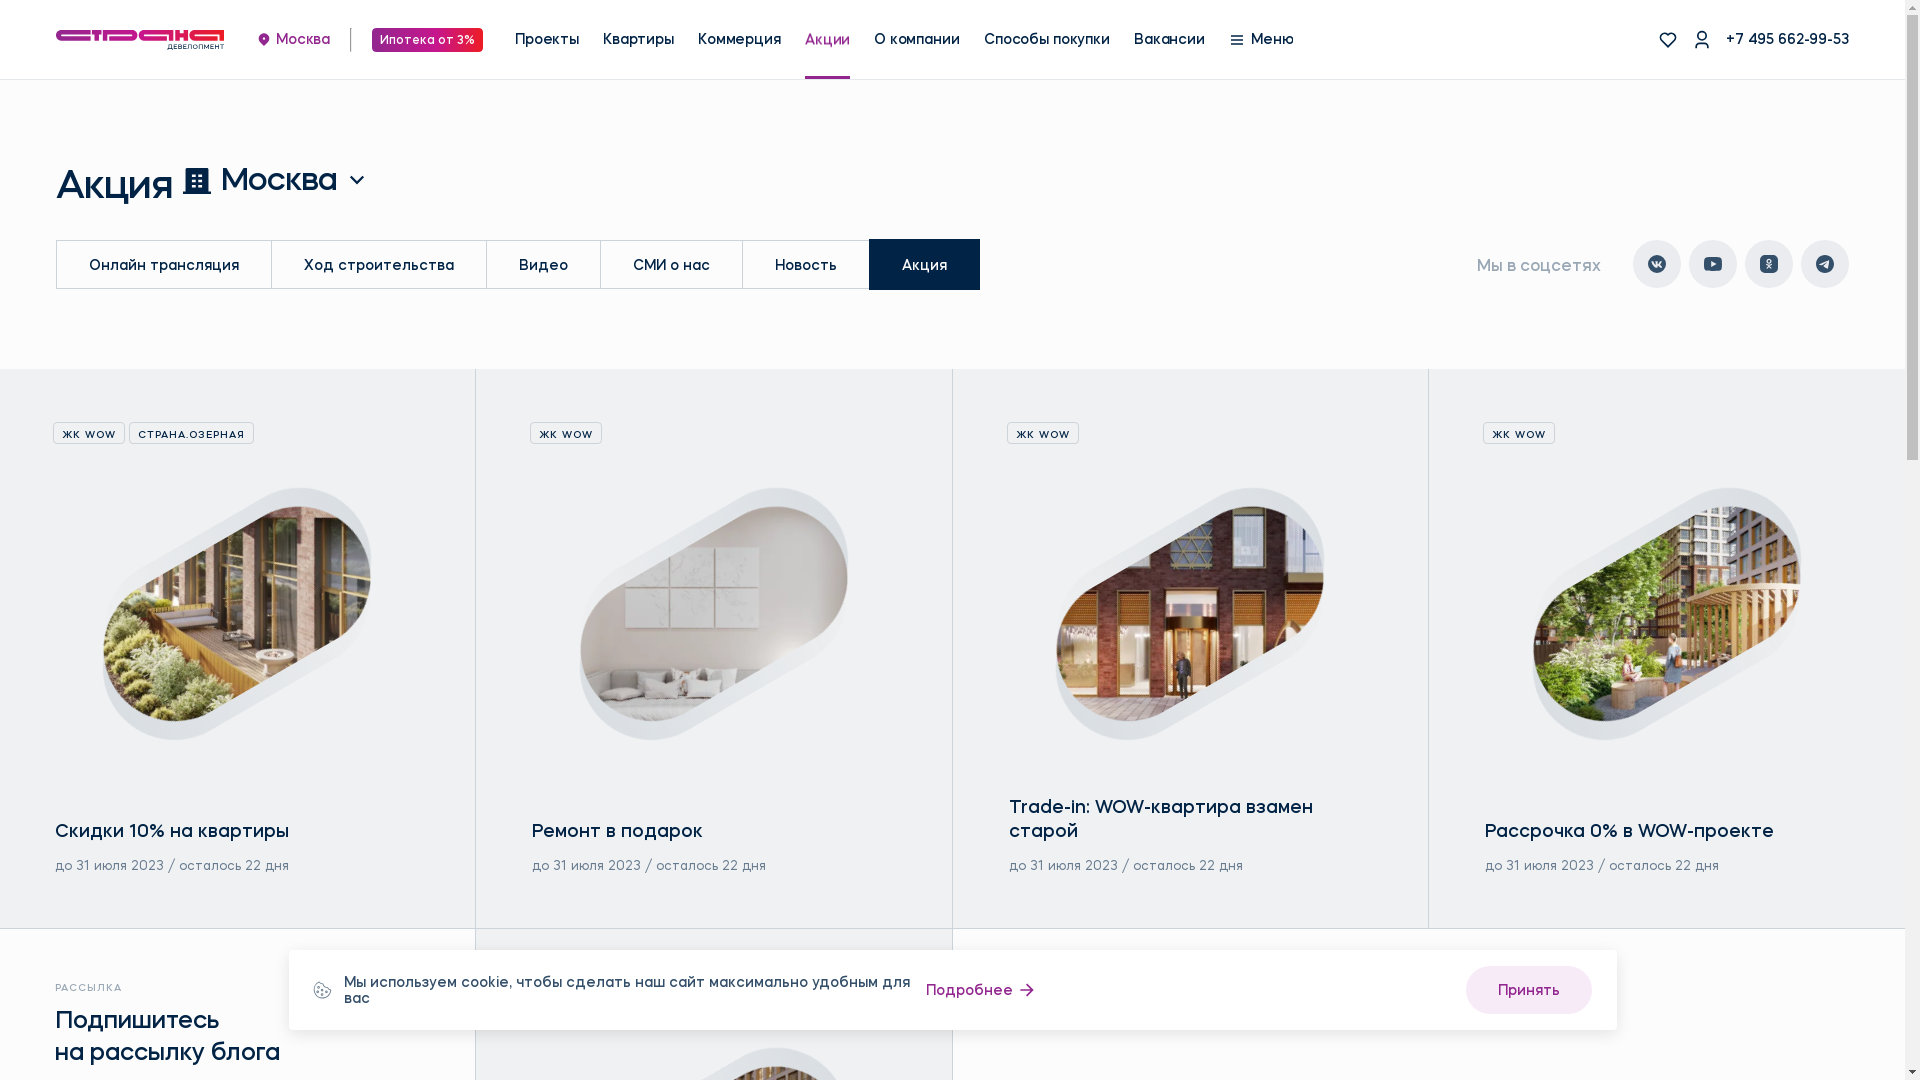 СТРАНА
ДЕВЕЛОПМЕНТ
Москва
Ипотека от 3%
Проекты
Квартиры
Коммерция
Акции
О компании
Способы покупки
Вакансии
Меню
+7 495 662-99-53
Акция Москва
Онлайн трансляция
Ход строительства
Видео
СМИ о нас
Новость
Акция
Мы в соцсетях
ЖК WOW
СТРАНА.ОЗЕРНАЯ
Скидки 10% на квартиры
до 31 июля 2023 / осталось 22 дня
ЖК WOW
Ремонт в подарок
до 31 июля 2023 / осталось 22 дня
ЖК WOW
Trade-in: WOW-квартира взамен
старой
до 31 июля 2023 / осталось 22 дня
ЖК WOW
Рассрочка 0% в WOW-проекте
до 31 июля 2023 / осталось 22 дня
РАССЫЛКА
Подпишитесь
на рассылку блога
Мы используем cookie, чтобы сделать наш сайт максимально удобным для
вас
Подробнее
Принять